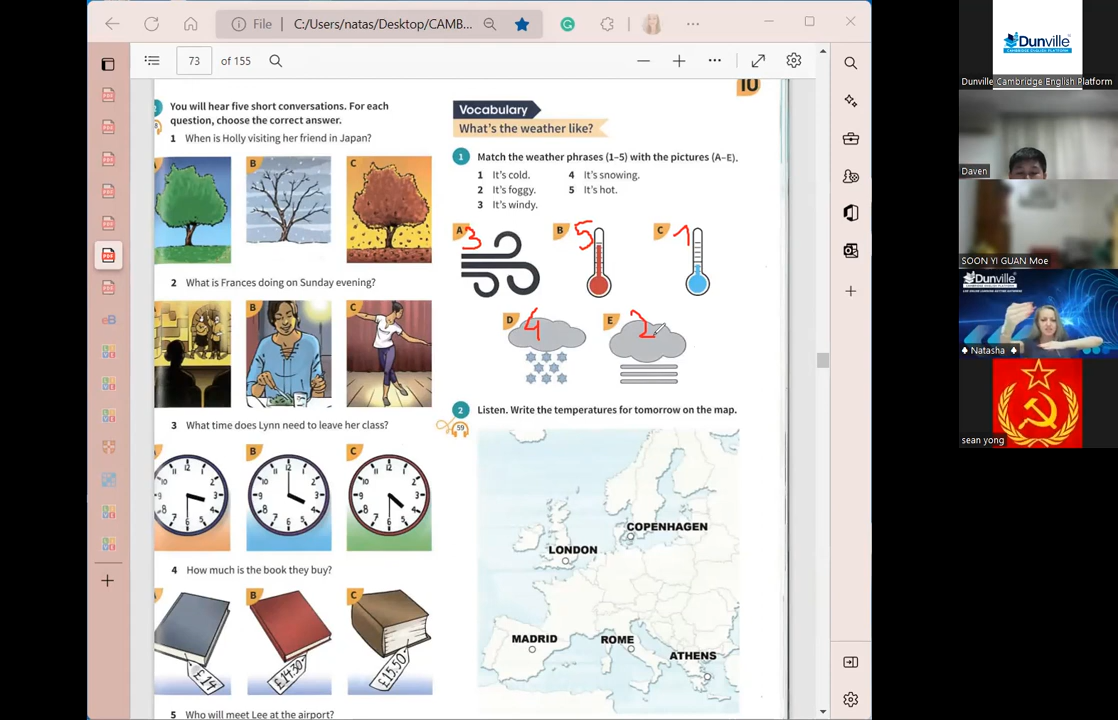 File
C:/Users/natas/Desktop/CAMB...
73
of 155
You will hear five short conversations. For each
question, choose the correct answer.
1 When is Holly visiting her friend in Japan?
B
C
2 What is Frances doing on Sunday evening?
B
C
3 What time does Lynn need to leave her class?
B
C
4 How much is the book they buy?
B
C
£14
£14.30
£15.50
5 Who will meet Lee at the airport?
10
Vocabulary
What's the weather like?
1 Match the weather phrases (1–5) with the pictures (A–E).
1 It's cold.
4 It's snowing.
2 It's foggy.
5 It's hot.
3 It's windy.
A 3
B 5
C 1
D 4
E 2
2 Listen. Write the temperatures for tomorrow on the map.
59
COPENHAGEN
LONDON
MADRID
ROME
ATHENS
Dunville
Dunville Cambridge English Platform
Daven
SOON YI GUAN Moe
Dunville
Natasha
sean yong